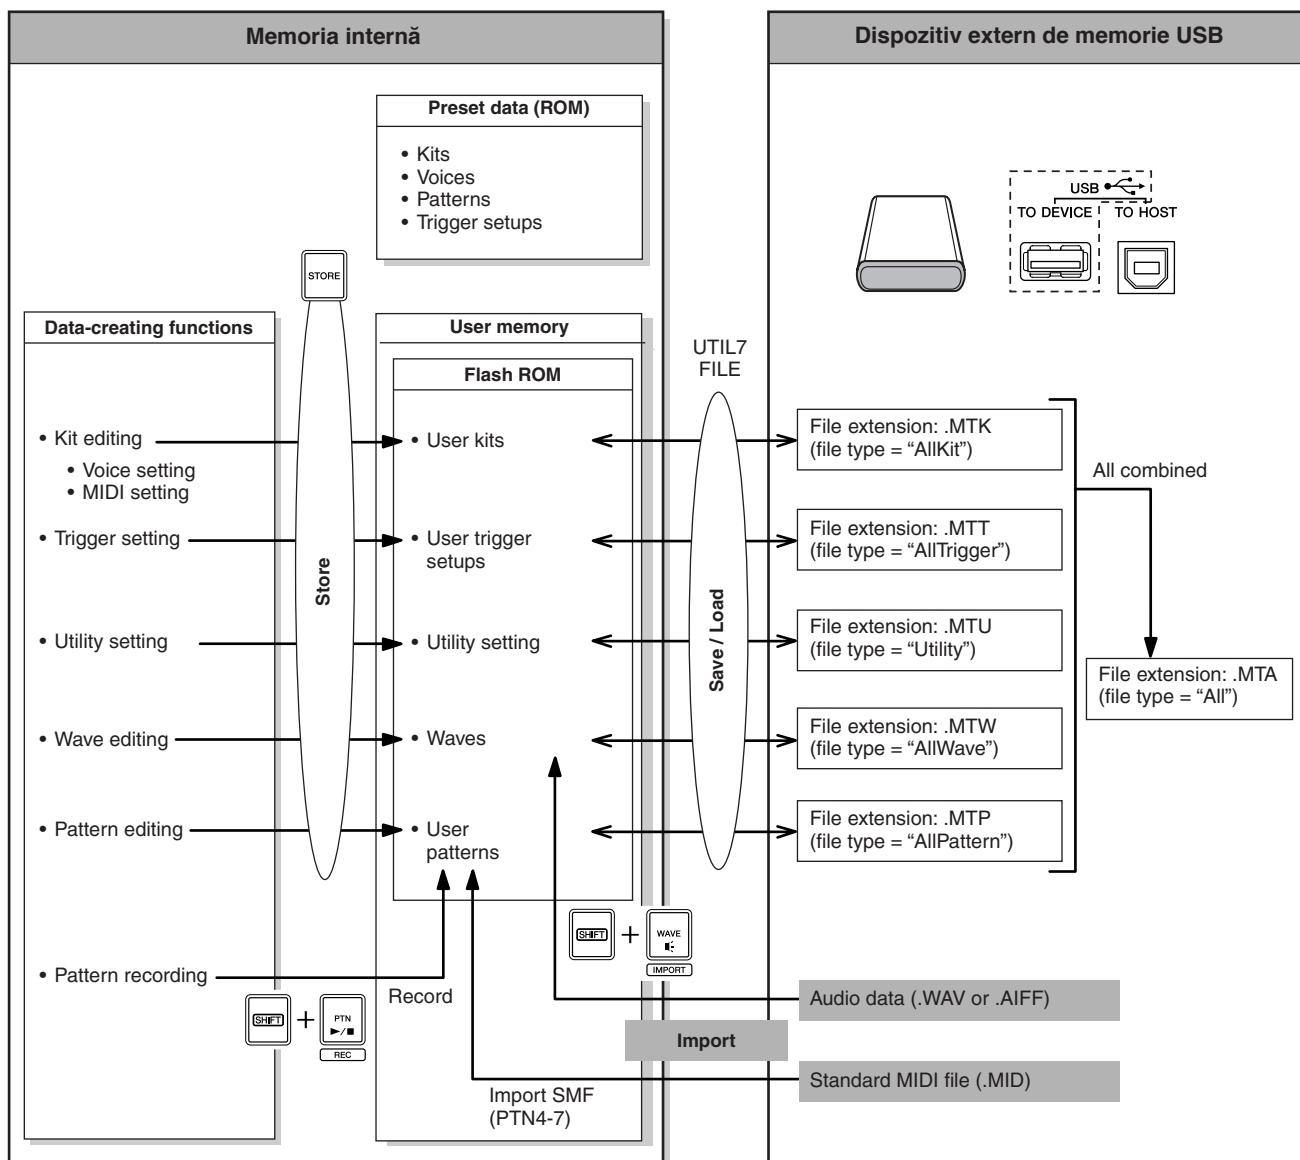 Memoria internă
Dispozitiv extern de memorie USB
Preset data (ROM)
• Kits
• Voices
• Patterns
• Trigger setups
USB
TO DEVICE
TO HOST
STORE
Data-creating functions
User memory
Flash ROM
UTIL7
FILE
• Kit editing
• Voice setting
• MIDI setting
• Trigger setting
• Utility setting
• Wave editing
• Pattern editing
• Pattern recording
Store
• User kits
• User trigger
setups
• Utility setting
• Waves
• User
patterns
Save / Load
File extension: .MTK
(file type = “AllKit”)
File extension: .MTT
(file type = “AllTrigger”)
File extension: .MTU
(file type = “Utility”)
File extension: .MTW
(file type = “AllWave”)
File extension: .MTP
(file type = “AllPattern”)
All combined
File extension: .MTA
(file type = “All”)
SHIFT
+
WAVE
IMPORT
Record
SHIFT
+
PTN
►/■
REC
Audio data (.WAV or .AIFF)
Import
Standard MIDI file (.MID)
Import SMF
(PTN4-7)